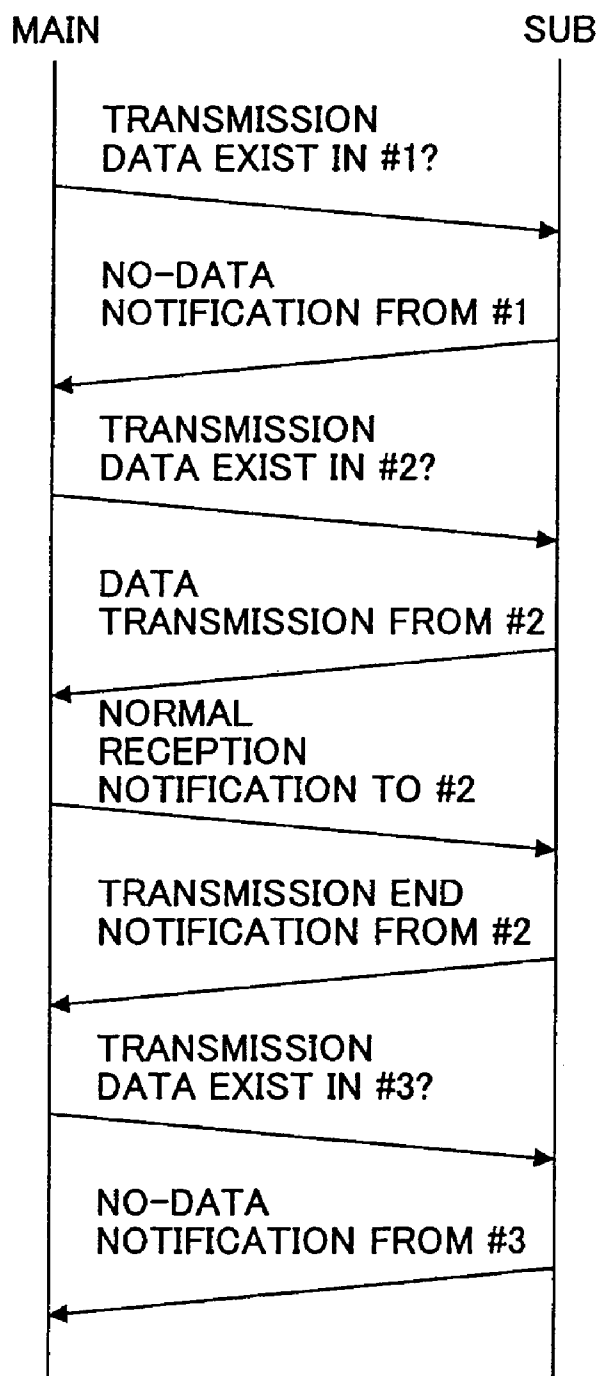 MAIN SUB
TRANSMISSION
DATA EXIST IN #1?
NO-DATA
NOTIFICATION FROM #1
TRANSMISSION
DATA EXIST IN #2?
DATA
TRANSMISSION FROM #2
NORMAL
RECEPTION
NOTIFICATION TO #2
TRANSMISSION END
NOTIFICATION FROM #2
TRANSMISSION
DATA EXIST IN #3?
NO-DATA
NOTIFICATION FROM #3